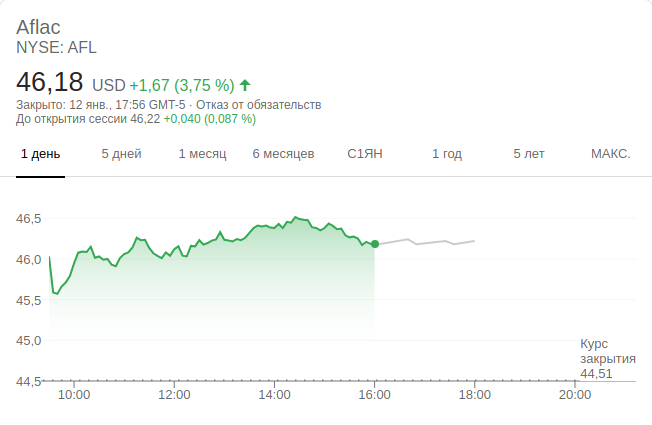 Aflac
NYSE: AFL
46,18 USD +1,67 (3,75 %)
Закрыто: 12 янв., 17:56 GMT-5 · Отказ от обязательств
До открытия сессии 46,22 +0,040 (0,087 %)
1 день 5 дней 1 месяц 6 месяцев С1ЯН 1 год 5 лет МАКС.
46,5
46,0
45,5
45,0
Курс
закрытия
44,51
44,5
10:00 12:00 14:00 16:00 18:00 20:00